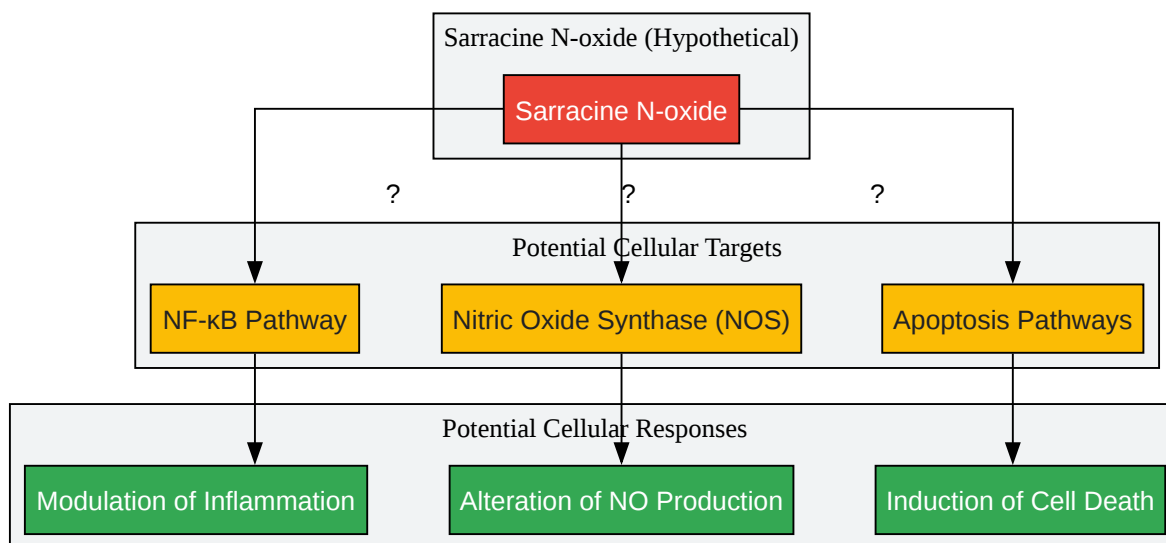 Sarracine N-oxide (Hypothetical)
Sarracine N-oxide
? ? ?
Potential Cellular Targets
NF-κB Pathway
Nitric Oxide Synthase (NOS)
Apoptosis Pathways
Potential Cellular Responses
Modulation of Inflammation
Alteration of NO Production
Induction of Cell Death